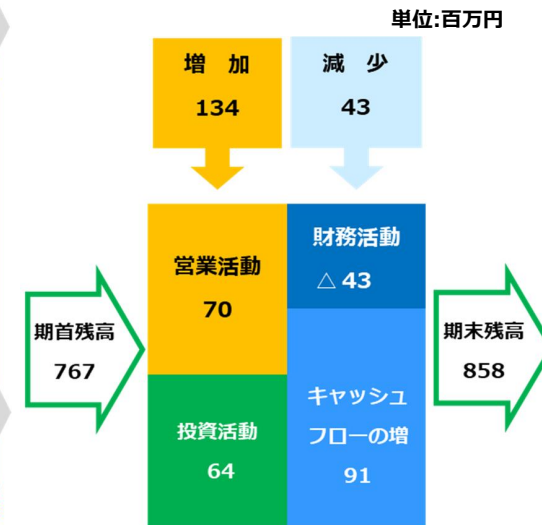 単位:百万円
増　加
134
減　少
43
営業活動
70
財務活動
△ 43
期首残高
767
投資活動
64
キャッシュ
フローの増
91
期末残高
858